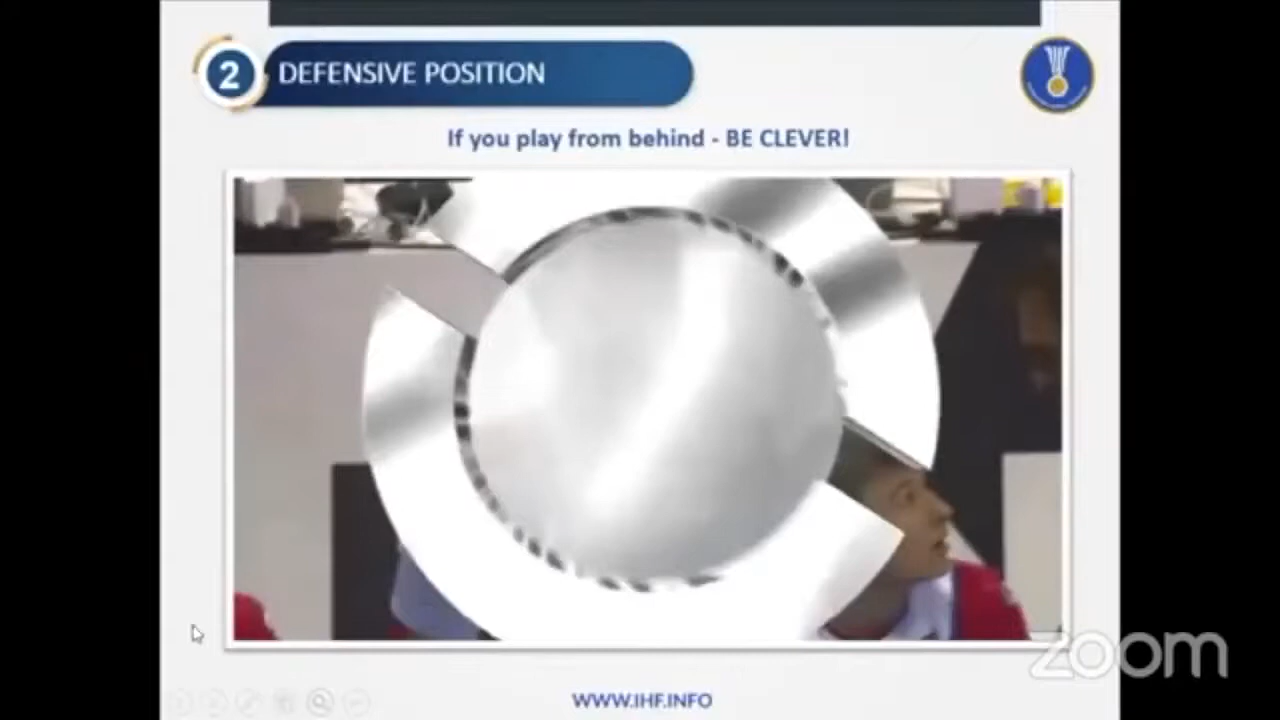 2 DEFENSIVE POSITION
If you play from behind - BE CLEVER!
zoom
WWW.IHF.INFO